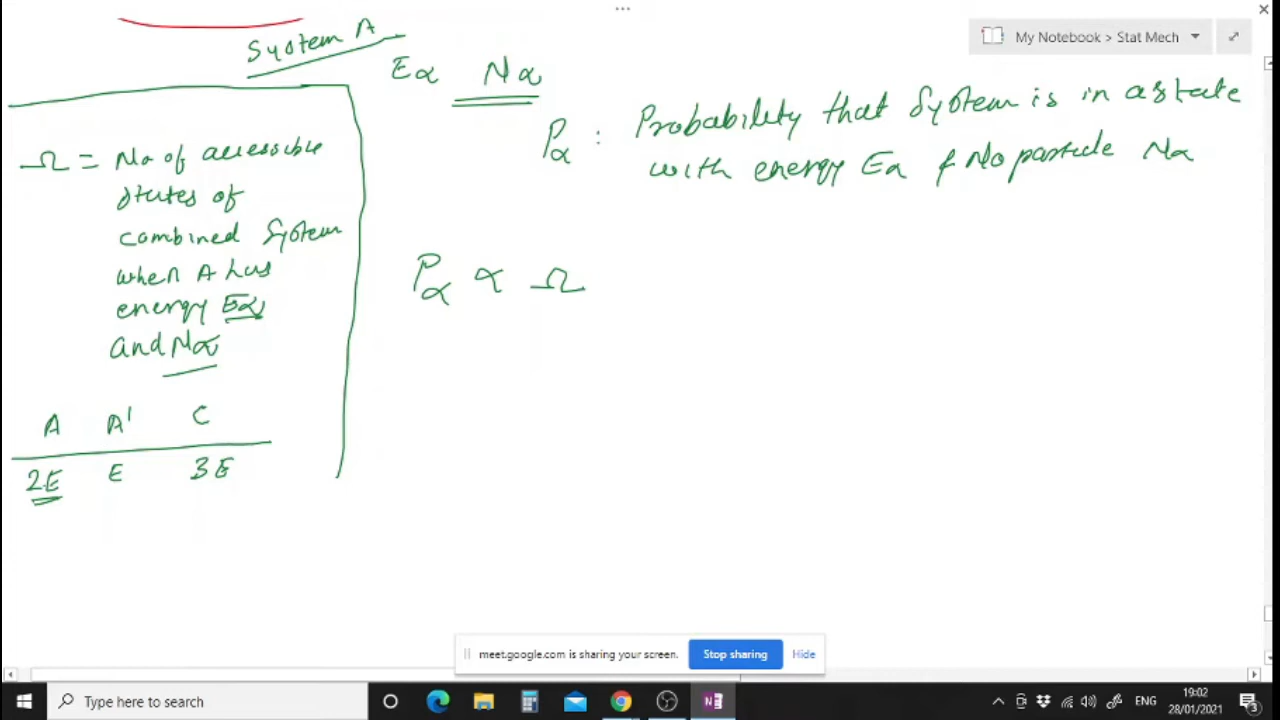 ...
My Notebook > Stat Mech
System A
Eα Nα
Pα : Probability that System is in a state
with energy Eα & No particle Nα
Ω = No of accessible
states of
combined System
when A has
energy Eα
and Nα
Pα ∝ Ω
A A' C
2E E 3E
meet.google.com is sharing your screen. Stop sharing Hide
Type here to search
ENG
19:02
28/01/2021
3